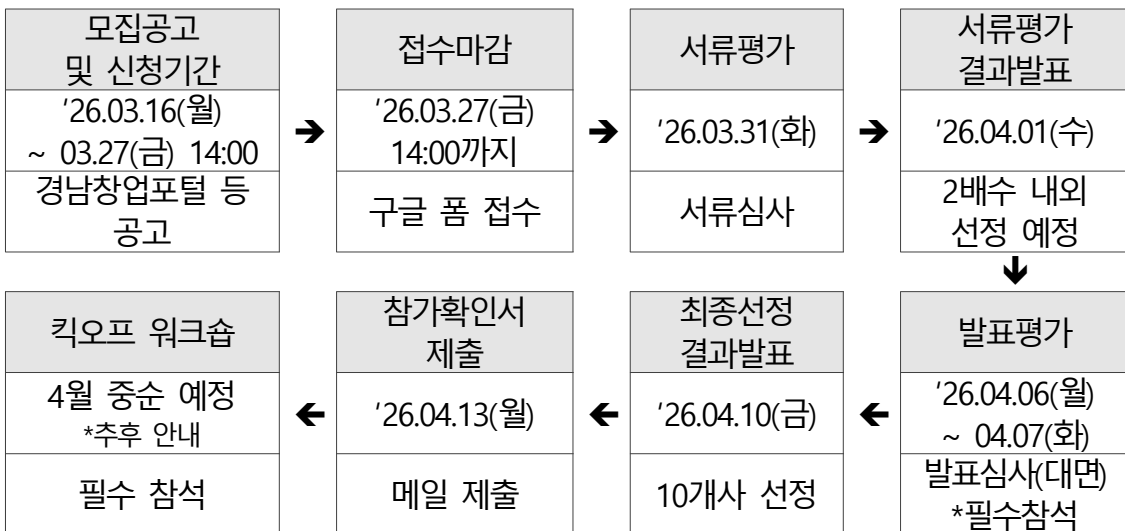 모집공고
및 신청기간
'26.03.16(월)
~ 03.27(금) 14:00
경남창업포털 등
공고
➔
접수마감
'26.03.27(금)
14:00까지
구글 폼 접수
➔
서류평가
'26.03.31(화)
서류심사
➔
서류평가
결과발표
'26.04.01(수)
2배수 내외
선정 예정
🡻
발표평가
'26.04.06(월)
~ 04.07(화)
발표심사(대면)
*필수참석
🡸
최종선정
결과발표
'26.04.10(금)
10개사 선정
🡸
참가확인서
제출
'26.04.13(월)
메일 제출
🡸
킥오프 워크숍
4월 중순 예정
*추후 안내
필수 참석